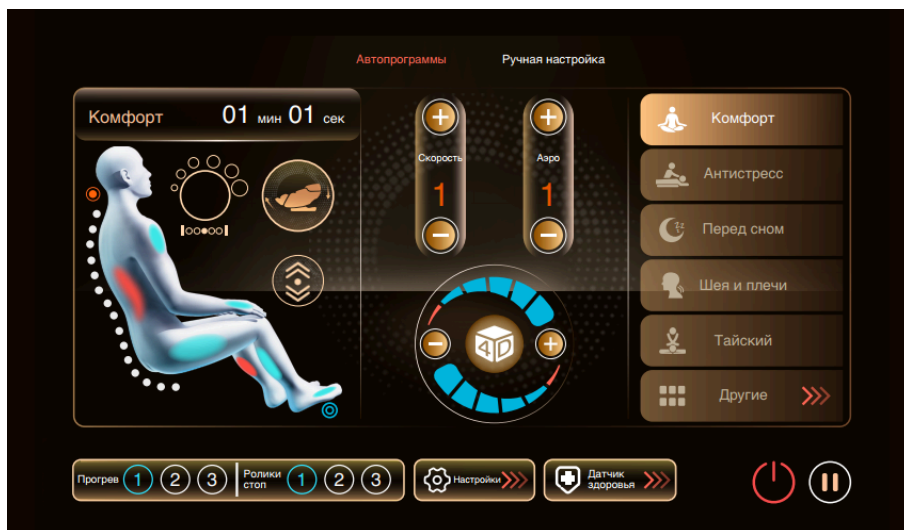 Автопрограммы
Ручная настройка
Комфорт 01 мин 01 сек
Скорость
1
Аэро
1
4D
Комфорт
Антистресс
Перед сном
Шея и плечи
Тайский
Другие
Прогрев 1 2 3
Ролики
стоп 1 2 3
Настройки
Датчик
здоровья